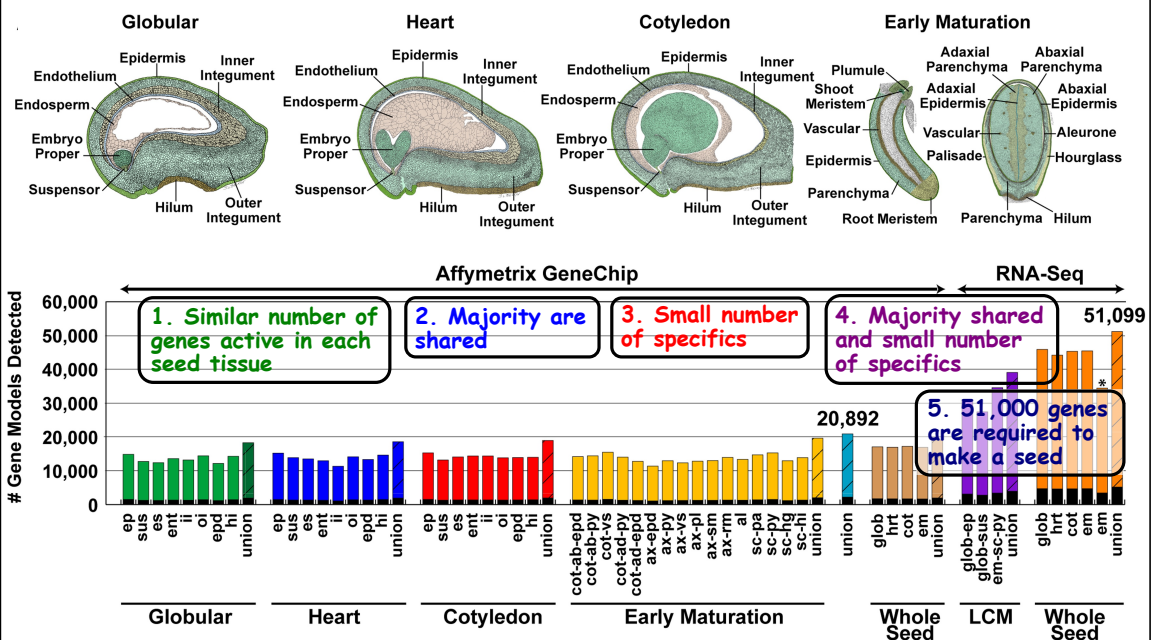 Globular
Heart
Cotyledon
Early Maturation
Epidermis
Endothelium
Inner
Integument
Endosperm
Embryo
Proper
Suspensor
Hilum
Outer
Integument
Epidermis
Endothelium
Inner
Integument
Endosperm
Embryo
Proper
Suspensor
Hilum
Outer
Integument
Epidermis
Endothelium
Inner
Integument
Endosperm
Embryo
Proper
Suspensor
Hilum
Outer
Integument
Plumule
Shoot
Meristem
Vascular
Epidermis
Parenchyma
Root Meristem
Adaxial
Parenchyma
Abaxial
Parenchyma
Adaxial
Epidermis
Abaxial
Epidermis
Vascular
Aleurone
Palisade
Hourglass
Parenchyma
Hilum
Affymetrix GeneChip
RNA-Seq
# Gene Models Detected
60,000
50,000
40,000
30,000
20,000
10,000
0
1. Similar number of
genes active in each
seed tissue
2. Majority are
shared
3. Small number
of specifics
4. Majority shared
and small number
of specifics
5. 51,000 genes
are required to
make a seed
20,892
51,099
*
ep
sus
es
ent
ii
oi
epd
hi
union
ep
sus
es
ent
ii
oi
epd
hi
union
ep
sus
es
ent
ii
oi
epd
hi
union
cot-ab-epd
cot-ab-py
cot-vs
cot-ad-py
cot-ad-epd
ax-epd
ax-py
ax-vs
ax-pl
ax-sm
ax-rm
al
sc-pa
sc-py
sc-hg
sc-hi
union
union
glob
hrt
cot
em
union
glob-ep
glob-sus
em-sc-py
union
glob
hrt
cot
em
em
union
Globular
Heart
Cotyledon
Early Maturation
Whole
Seed
LCM
Whole
Seed